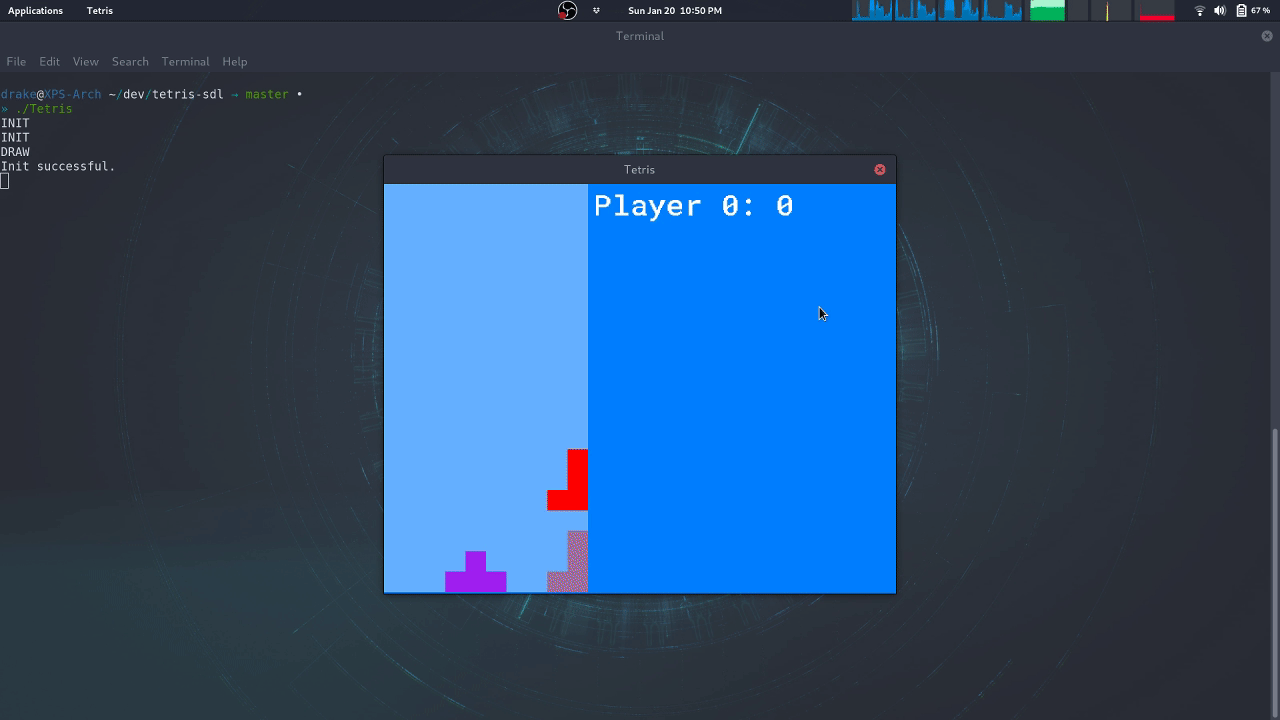 Applications Tetris Sun Jan 20 10:50 PM 67 %
Terminal
File Edit View Search Terminal Help
drake@XPS-Arch ~/dev/tetris-sdl → master •
» ./Tetris
INIT
INIT
DRAW
Init successful.
Tetris
Player 0: 0